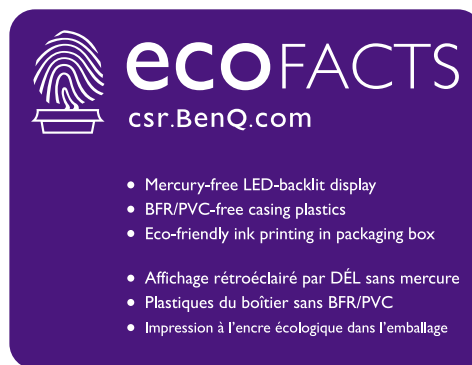 ecoFACTS
csr.BenQ.com
• Mercury-free LED-backlit display
• BFR/PVC-free casing plastics
• Eco-friendly ink printing in packaging box
• Affichage rétroéclairé par DÉL sans mercure
• Plastiques du boîtier sans BFR/PVC
• Impression à l'encre écologique dans l'emballage